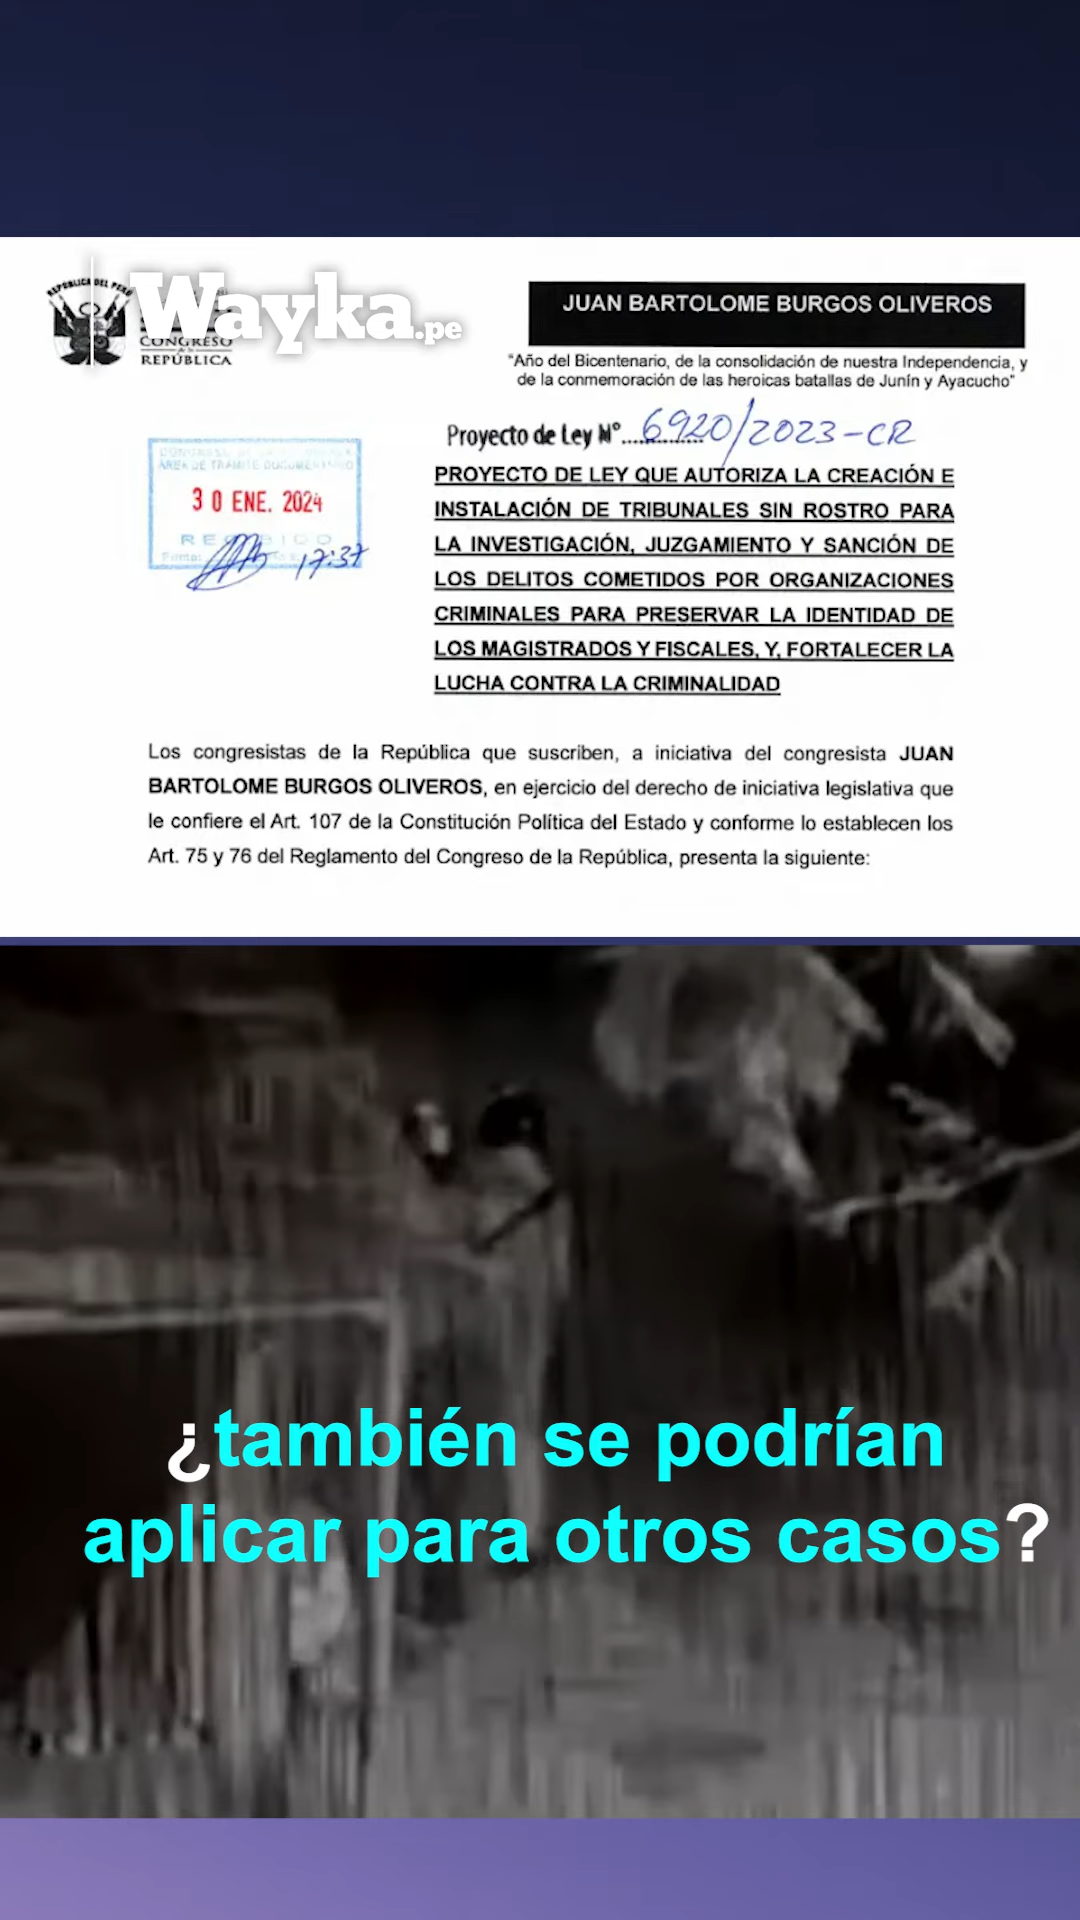 REPÚBLICA DEL PERÚ
Wayka.pe
CONGRESO
REPÚBLICA
JUAN BARTOLOME BURGOS OLIVEROS
"Año del Bicentenario, de la consolidación de nuestra Independencia, y
de la conmemoración de las heroicas batallas de Junín y Ayacucho"
Proyecto de Ley N°..........6920/2023-CR
ÁREA DE TRÁMITE DOCUMENTARIO
30 ENE. 2024
RECIBIDO
Firma: 17:37
PROYECTO DE LEY QUE AUTORIZA LA CREACIÓN E
INSTALACIÓN DE TRIBUNALES SIN ROSTRO PARA
LA INVESTIGACIÓN, JUZGAMIENTO Y SANCIÓN DE
LOS DELITOS COMETIDOS POR ORGANIZACIONES
CRIMINALES PARA PRESERVAR LA IDENTIDAD DE
LOS MAGISTRADOS Y FISCALES, Y, FORTALECER LA
LUCHA CONTRA LA CRIMINALIDAD
Los congresistas de la República que suscriben, a iniciativa del congresista JUAN
BARTOLOME BURGOS OLIVEROS, en ejercicio del derecho de iniciativa legislativa que
le confiere el Art. 107 de la Constitución Política del Estado y conforme lo establecen los
Art. 75 y 76 del Reglamento del Congreso de la República, presenta la siguiente:
¿también se podrían
aplicar para otros casos?